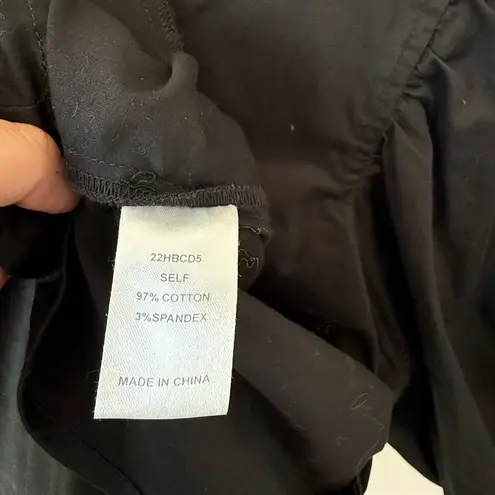 22HBCD5
SELF
97% COTTON
3%SPANDEX
MADE IN CHINA